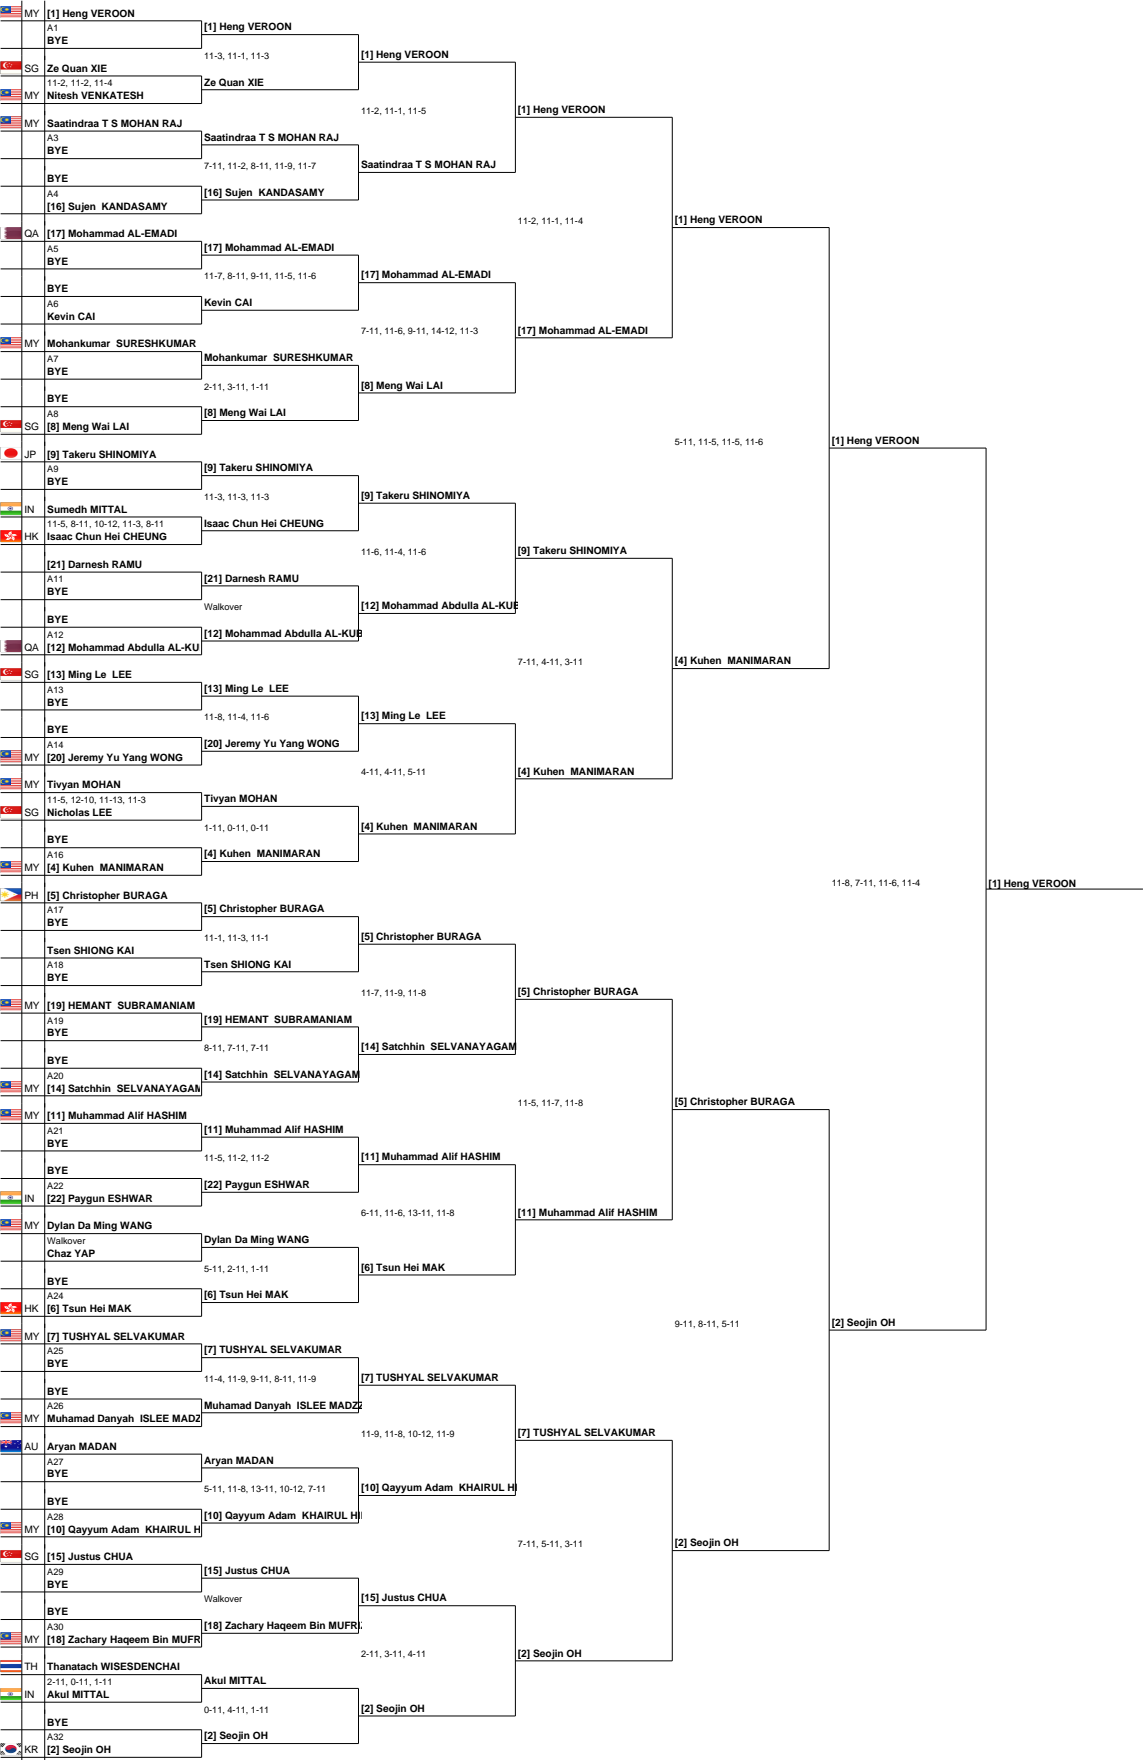 MY [1] Heng VEROON
[1] Heng VEROON
A1
BYE
[1] Heng VEROON
11-3, 11-1, 11-3
SG Ze Quan XIE
Ze Quan XIE
11-2, 11-2, 11-4
MY Nitesh VENKATESH
[1] Heng VEROON
11-2, 11-1, 11-5
MY Saatindraa T S MOHAN RAJ
Saatindraa T S MOHAN RAJ
A3
BYE
Saatindraa T S MOHAN RAJ
7-11, 11-2, 8-11, 11-9, 11-7
BYE
[16] Sujen KANDASAMY
A4
[16] Sujen KANDASAMY
[1] Heng VEROON
11-2, 11-1, 11-4
QA [17] Mohammad AL-EMADI
[17] Mohammad AL-EMADI
A5
BYE
[17] Mohammad AL-EMADI
11-7, 8-11, 9-11, 11-5, 11-6
BYE
Kevin CAI
A6
Kevin CAI
[17] Mohammad AL-EMADI
7-11, 11-6, 9-11, 14-12, 11-3
MY Mohankumar SURESHKUMAR
Mohankumar SURESHKUMAR
A7
BYE
[8] Meng Wai LAI
2-11, 3-11, 1-11
BYE
[8] Meng Wai LAI
A8
SG [8] Meng Wai LAI
[1] Heng VEROON
5-11, 11-5, 11-5, 11-6
JP [9] Takeru SHINOMIYA
[9] Takeru SHINOMIYA
A9
BYE
[9] Takeru SHINOMIYA
11-3, 11-3, 11-3
IN Sumedh MITTAL
Isaac Chun Hei CHEUNG
11-5, 8-11, 10-12, 11-3, 8-11
HK Isaac Chun Hei CHEUNG
[9] Takeru SHINOMIYA
11-6, 11-4, 11-6
[21] Darnesh RAMU
[21] Darnesh RAMU
A11
BYE
[12] Mohammad Abdulla AL-KUB
Walkover
BYE
[12] Mohammad Abdulla AL-KUB
A12
QA [12] Mohammad Abdulla AL-KU
[4] Kuhen MANIMARAN
7-11, 4-11, 3-11
SG [13] Ming Le LEE
[13] Ming Le LEE
A13
BYE
[13] Ming Le LEE
11-8, 11-4, 11-6
BYE
[20] Jeremy Yu Yang WONG
A14
MY [20] Jeremy Yu Yang WONG
[4] Kuhen MANIMARAN
4-11, 4-11, 5-11
MY Tivyan MOHAN
Tivyan MOHAN
11-5, 12-10, 11-13, 11-3
SG Nicholas LEE
[4] Kuhen MANIMARAN
1-11, 0-11, 0-11
BYE
[4] Kuhen MANIMARAN
A16
MY [4] Kuhen MANIMARAN
[1] Heng VEROON
11-8, 7-11, 11-6, 11-4
PH [5] Christopher BURAGA
[5] Christopher BURAGA
A17
BYE
[5] Christopher BURAGA
11-1, 11-3, 11-1
Tsen SHIONG KAI
Tsen SHIONG KAI
A18
BYE
[5] Christopher BURAGA
11-7, 11-9, 11-8
MY [19] HEMANT SUBRAMANIAM
[19] HEMANT SUBRAMANIAM
A19
BYE
[14] Satchhin SELVANAYAGAM
8-11, 7-11, 7-11
BYE
[14] Satchhin SELVANAYAGAM
A20
MY [14] Satchhin SELVANAYAGAM
[5] Christopher BURAGA
11-5, 11-7, 11-8
MY [11] Muhammad Alif HASHIM
[11] Muhammad Alif HASHIM
A21
BYE
[11] Muhammad Alif HASHIM
11-5, 11-2, 11-2
BYE
[22] Paygun ESHWAR
A22
IN [22] Paygun ESHWAR
[11] Muhammad Alif HASHIM
6-11, 11-6, 13-11, 11-8
MY Dylan Da Ming WANG
Dylan Da Ming WANG
Walkover
Chaz YAP
[6] Tsun Hei MAK
5-11, 2-11, 1-11
BYE
[6] Tsun Hei MAK
A24
HK [6] Tsun Hei MAK
[2] Seojin OH
9-11, 8-11, 5-11
MY [7] TUSHYAL SELVAKUMAR
[7] TUSHYAL SELVAKUMAR
A25
BYE
[7] TUSHYAL SELVAKUMAR
11-4, 11-9, 9-11, 8-11, 11-9
BYE
Muhamad Danyah ISLEE MADZ
A26
MY Muhamad Danyah ISLEE MADZ
[7] TUSHYAL SELVAKUMAR
11-9, 11-8, 10-12, 11-9
AU Aryan MADAN
Aryan MADAN
A27
BYE
[10] Qayyum Adam KHAIRUL HI
5-11, 11-8, 13-11, 10-12, 7-11
BYE
[10] Qayyum Adam KHAIRUL HI
A28
MY [10] Qayyum Adam KHAIRUL H
[2] Seojin OH
7-11, 5-11, 3-11
SG [15] Justus CHUA
[15] Justus CHUA
A29
BYE
[15] Justus CHUA
Walkover
BYE
[18] Zachary Haqeem Bin MUFRI
A30
MY [18] Zachary Haqeem Bin MUFR
[2] Seojin OH
2-11, 3-11, 4-11
TH Thanatach WISESDENCHAI
Akul MITTAL
2-11, 0-11, 1-11
IN Akul MITTAL
[2] Seojin OH
0-11, 4-11, 1-11
BYE
[2] Seojin OH
A32
KR [2] Seojin OH